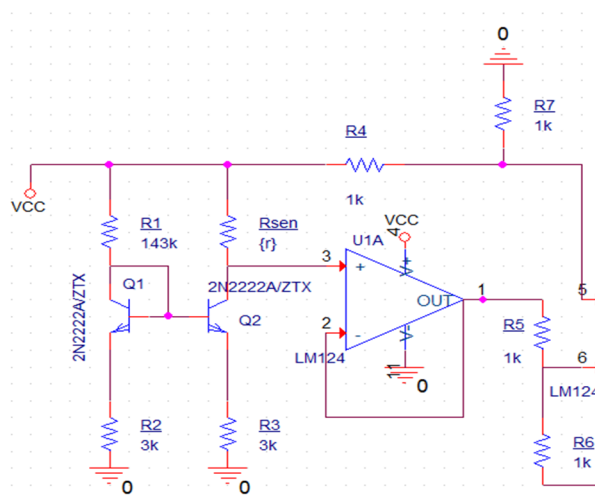 0
R7
1k
R4
1k
VCC
R1
143k
Rsen
{r}
VCC
4
U1A
V+
3
+
Q1
2N2222A/ZTX
2N2222A/ZTX
Q2
OUT
1
5
2
-
V-
LM124
11
0
R5
1k
6
LM124
R2
3k
R3
3k
R6
1k
0
0